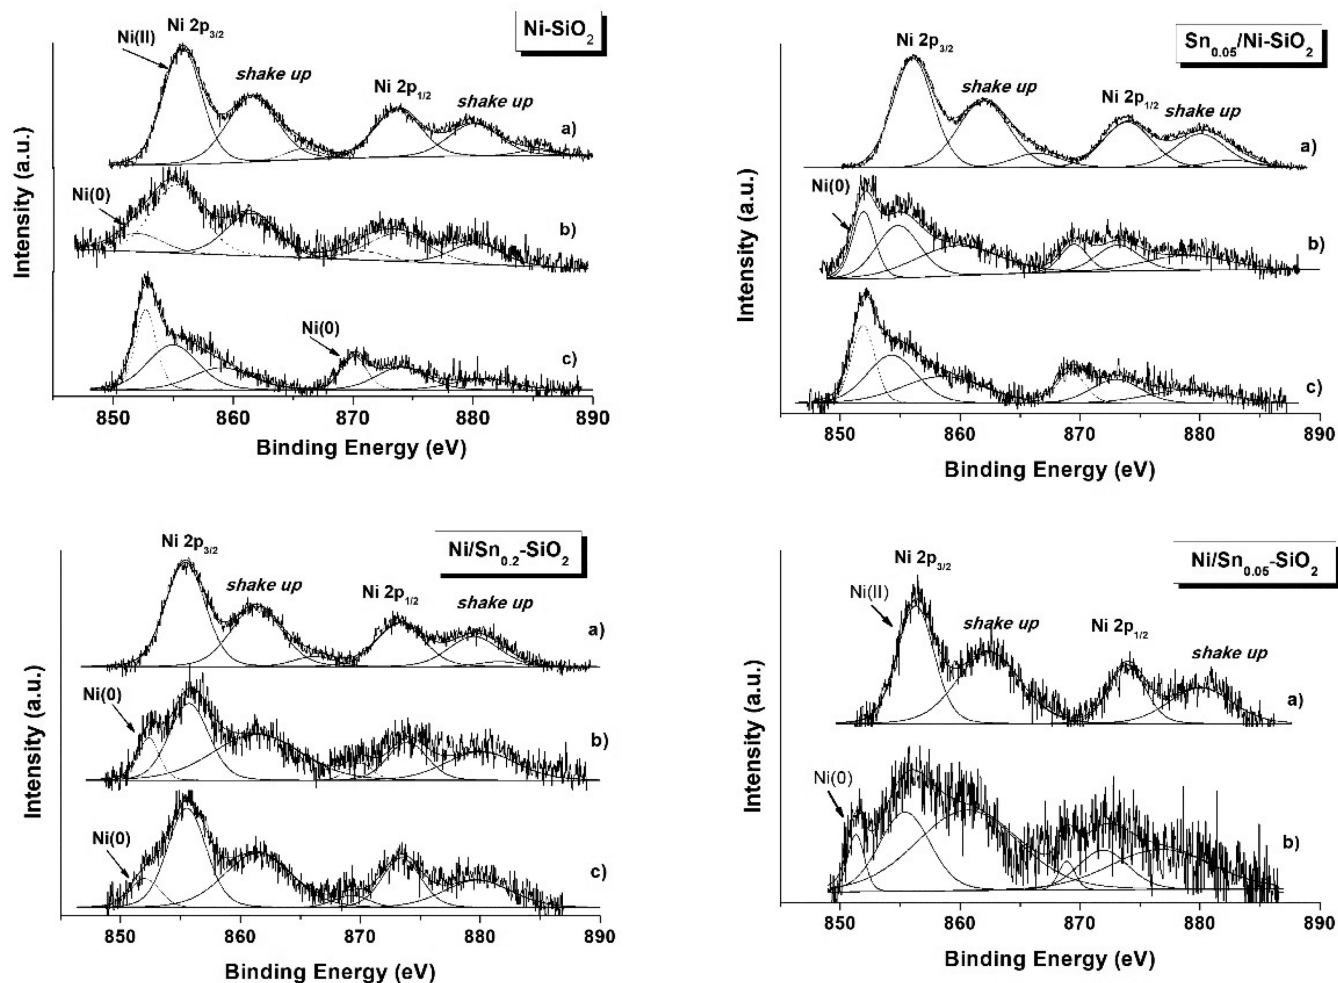 Ni-SiO₂
Ni(II)
Ni 2p₃/₂
shake up
Ni 2p₁/₂
shake up
a)
Ni(0)
b)
Ni(0)
c)
Intensity (a.u.)
850 860 870 880 890
Binding Energy (eV)
Sn₀.₀₅/Ni-SiO₂
Ni 2p₃/₂
shake up
Ni 2p₁/₂
shake up
a)
Ni(0)
b)
c)
Intensity (a.u.)
850 860 870 880 890
Binding Energy (eV)
Ni/Sn₀.₂-SiO₂
Ni 2p₃/₂
shake up
Ni 2p₁/₂
shake up
a)
Ni(0)
b)
Ni(0)
c)
Intensity (a.u.)
850 860 870 880 890
Binding Energy (eV)
Ni/Sn₀.₀₅-SiO₂
Ni 2p₃/₂
Ni(II)
shake up
Ni 2p₁/₂
shake up
a)
Ni(0)
b)
Intensity (a.u.)
850 860 870 880 890
Binding Energy (eV)